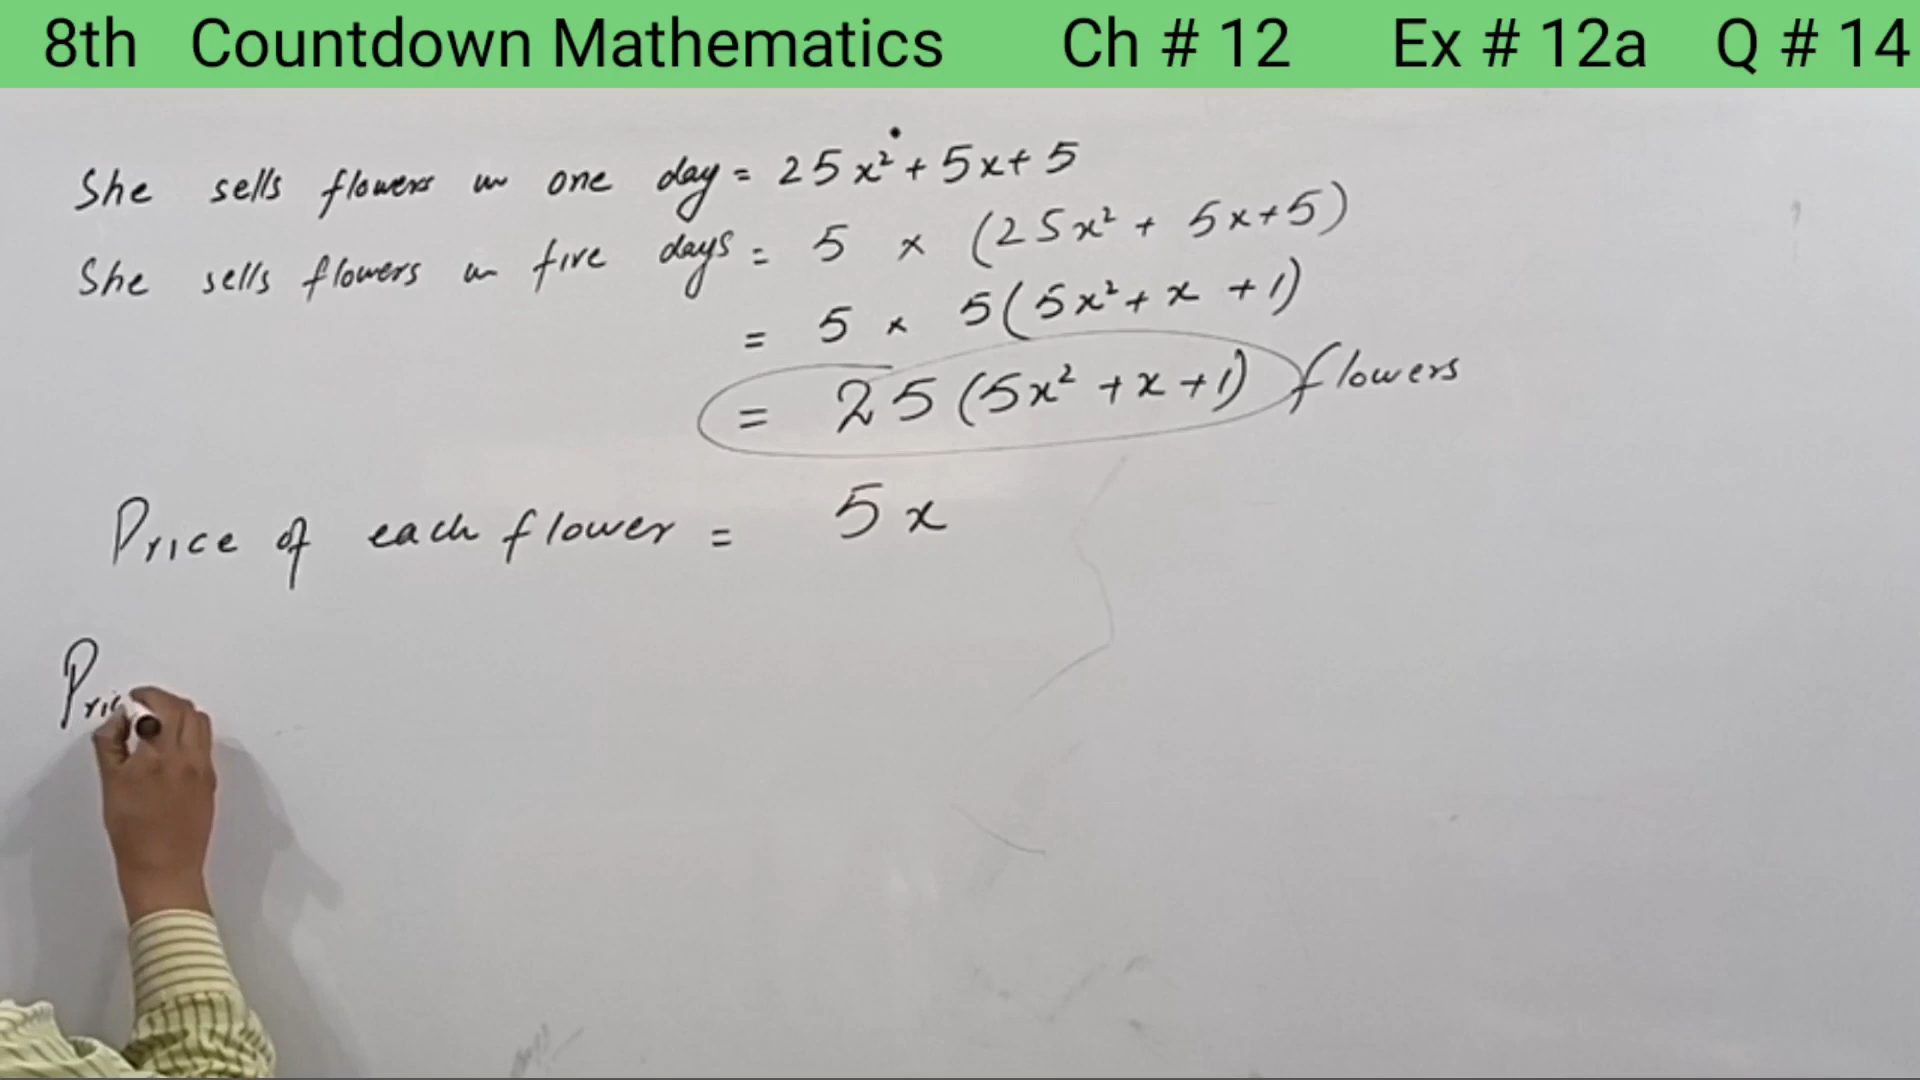 8th Countdown Mathematics Ch # 12 Ex # 12a Q # 14
She sells flowers in one day = 25x² + 5x + 5
She sells flowers in five days = 5 × (25x² + 5x + 5)
= 5 × 5(5x² + x + 1)
= 25(5x² + x + 1) flowers
Price of each flower = 5x
Pric